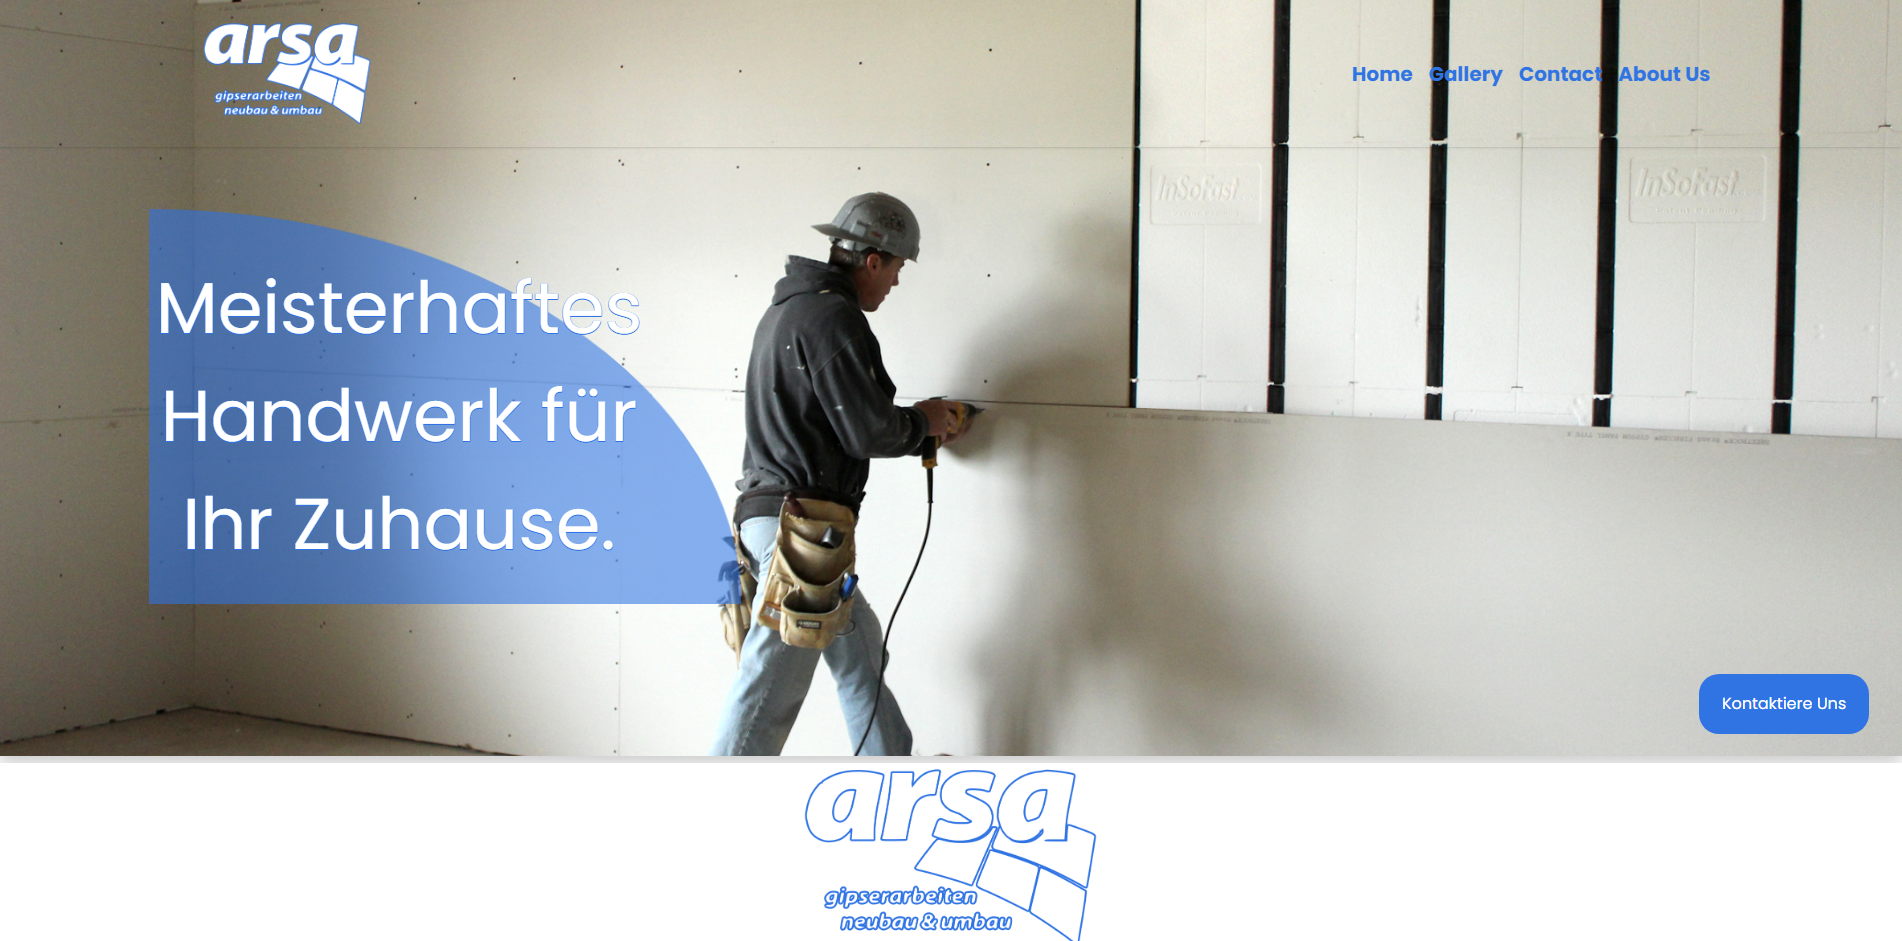 arsa
gipserarbeiten
neubau & umbau
Home Gallery Contact About Us
InSoFast
InSoFast
Meisterhaftes
Handwerk für
Ihr Zuhause.
Kontaktiere Uns
arsa
gipserarbeiten
neubau & umbau